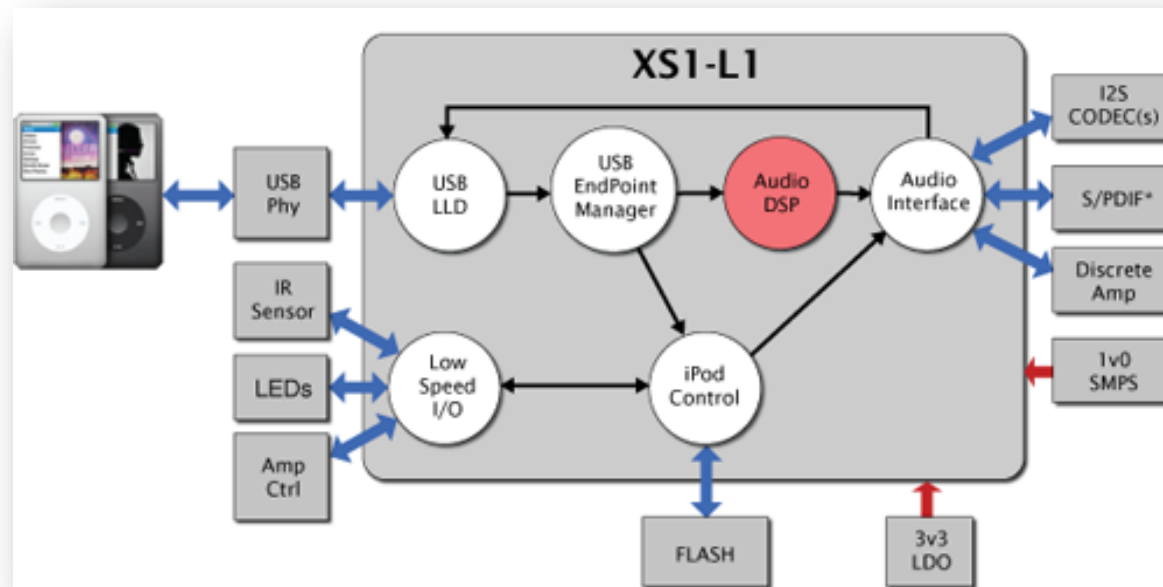 XS1-L1
I2S
CODEC(s)
USB
Phy
USB
LLD
USB
EndPoint
Manager
Audio
DSP
Audio
Interface
S/PDIF*
IR
Sensor
Discrete
Amp
LEDs
Low
Speed
I/O
iPod
Control
1v0
SMPS
Amp
Ctrl
FLASH
3v3
LDO